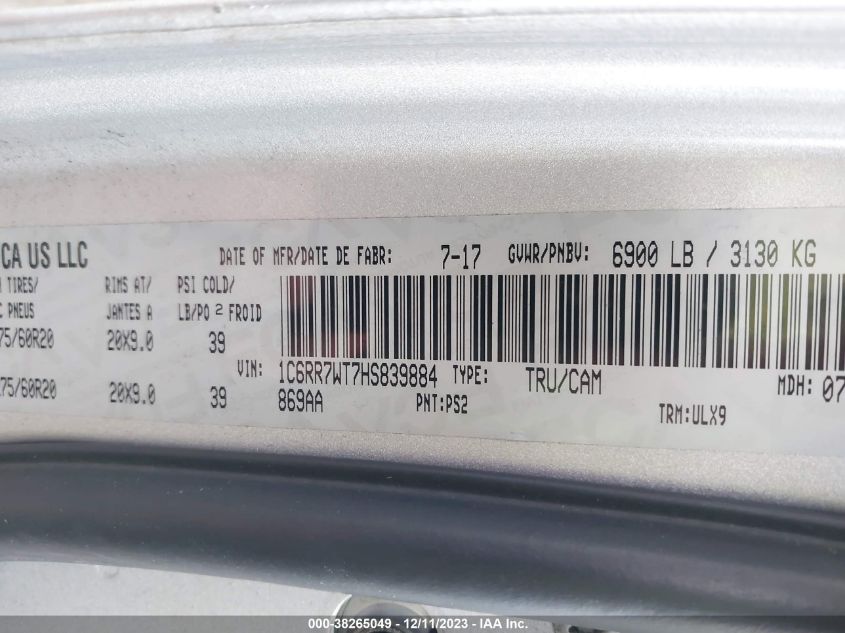 CA US LLC DATE OF MFR/DATE DE FABR: 7-17 GVWR/PNBV: 6900 LB / 3130 KG
TIRES/ RIMS AT/ PSI COLD/
PNEUS JANTES A LB/PO 2 FROID
75/60R20 20X9.0 39
VIN: 1C6RR7WT7HS839884 TYPE: TRU/CAM MDH: 07
75/60R20 20X9.0 39 869AA PNT:PS2 TRM:ULX9
000-38265049 - 12/11/2023 - IAA Inc.